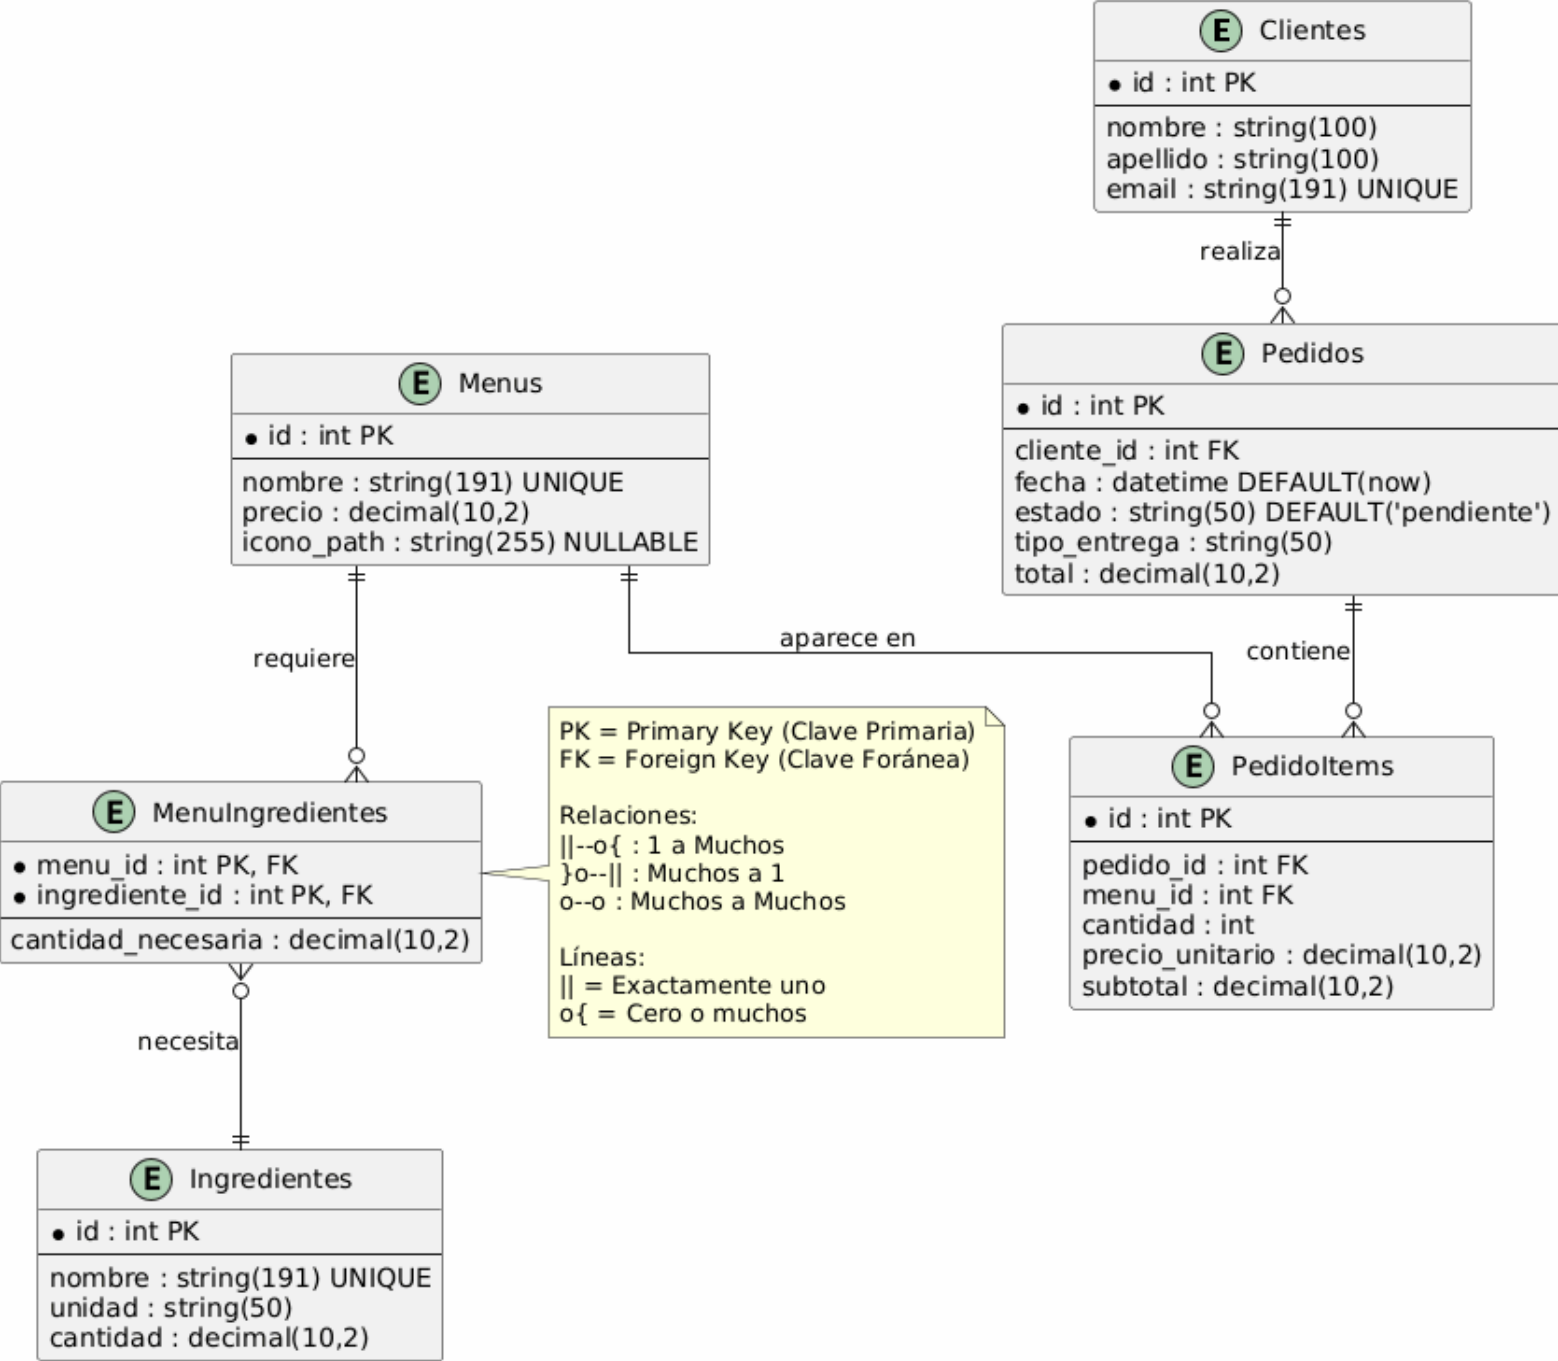 E Clientes
id : int PK
nombre : string(100)
apellido : string(100)
email : string(191) UNIQUE
realiza
E Pedidos
id : int PK
cliente_id : int FK
fecha : datetime DEFAULT(now)
estado : string(50) DEFAULT('pendiente')
tipo_entrega : string(50)
total : decimal(10,2)
E Menus
id : int PK
nombre : string(191) UNIQUE
precio : decimal(10,2)
icono_path : string(255) NULLABLE
requiere
aparece en
contiene
PK = Primary Key (Clave Primaria)
FK = Foreign Key (Clave Foránea)
Relaciones:
||--o{ : 1 a Muchos
}o--|| : Muchos a 1
o--o : Muchos a Muchos
Líneas:
|| = Exactamente uno
o{ = Cero o muchos
E PedidoItems
id : int PK
pedido_id : int FK
menu_id : int FK
cantidad : int
precio_unitario : decimal(10,2)
subtotal : decimal(10,2)
E MenuIngredientes
menu_id : int PK, FK
ingrediente_id : int PK, FK
cantidad_necesaria : decimal(10,2)
necesita
E Ingredientes
id : int PK
nombre : string(191) UNIQUE
unidad : string(50)
cantidad : decimal(10,2)